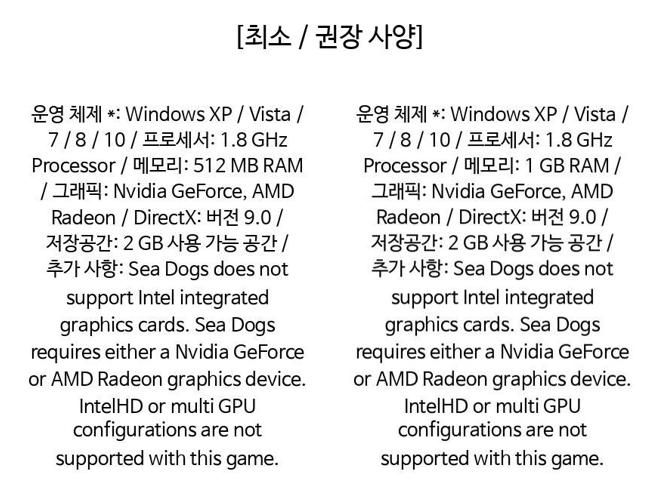 [최소 / 권장 사양]
운영 체제 *: Windows XP / Vista /
7 / 8 / 10 / 프로세서: 1.8 GHz
Processor / 메모리: 512 MB RAM
/ 그래픽: Nvidia GeForce, AMD
Radeon / DirectX: 버전 9.0 /
저장공간: 2 GB 사용 가능 공간 /
추가 사항: Sea Dogs does not
support Intel integrated
graphics cards. Sea Dogs
requires either a Nvidia GeForce
or AMD Radeon graphics device.
IntelHD or multi GPU
configurations are not
supported with this game.
운영 체제 *: Windows XP / Vista /
7 / 8 / 10 / 프로세서: 1.8 GHz
Processor / 메모리: 1 GB RAM /
그래픽: Nvidia GeForce, AMD
Radeon / DirectX: 버전 9.0 /
저장공간: 2 GB 사용 가능 공간 /
추가 사항: Sea Dogs does not
support Intel integrated
graphics cards. Sea Dogs
requires either a Nvidia GeForce
or AMD Radeon graphics device.
IntelHD or multi GPU
configurations are not
supported with this game.